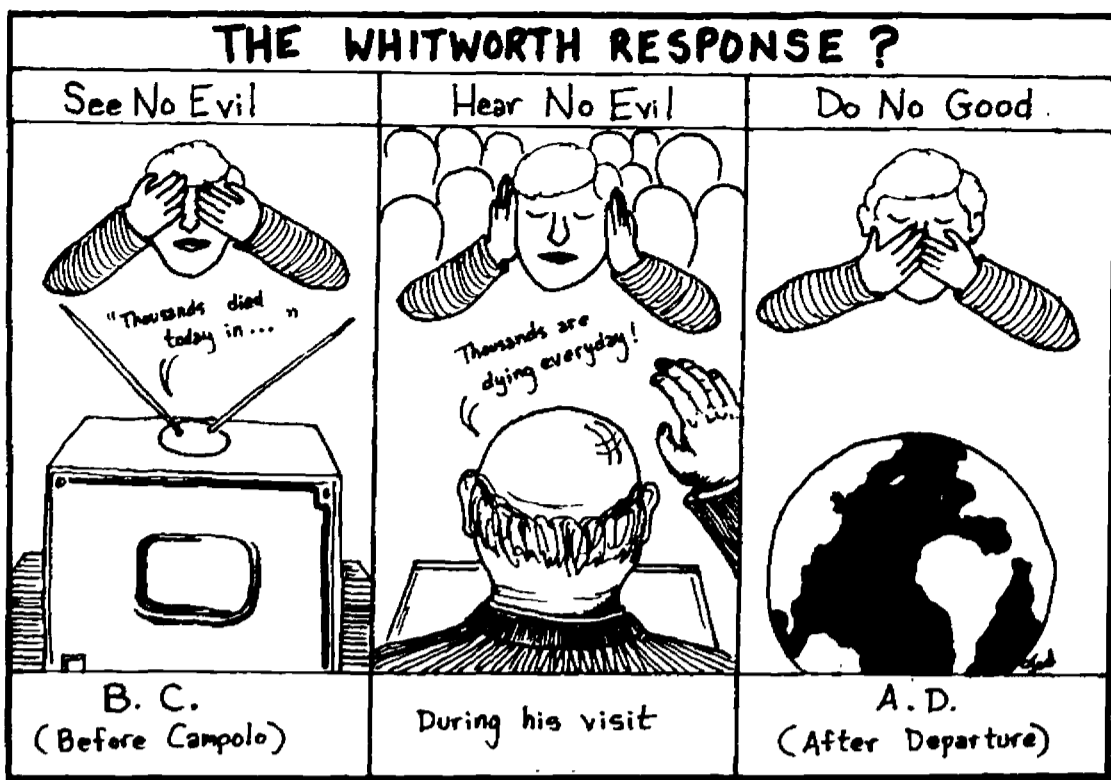 THE WHITWORTH RESPONSE ?
See No Evil
Hear No Evil
Do No Good
"Thousands died
today in ... "
Thousands are
dying everyday!
B. C.
(Before Campolo)
During his visit
A.D.
(After Departure)